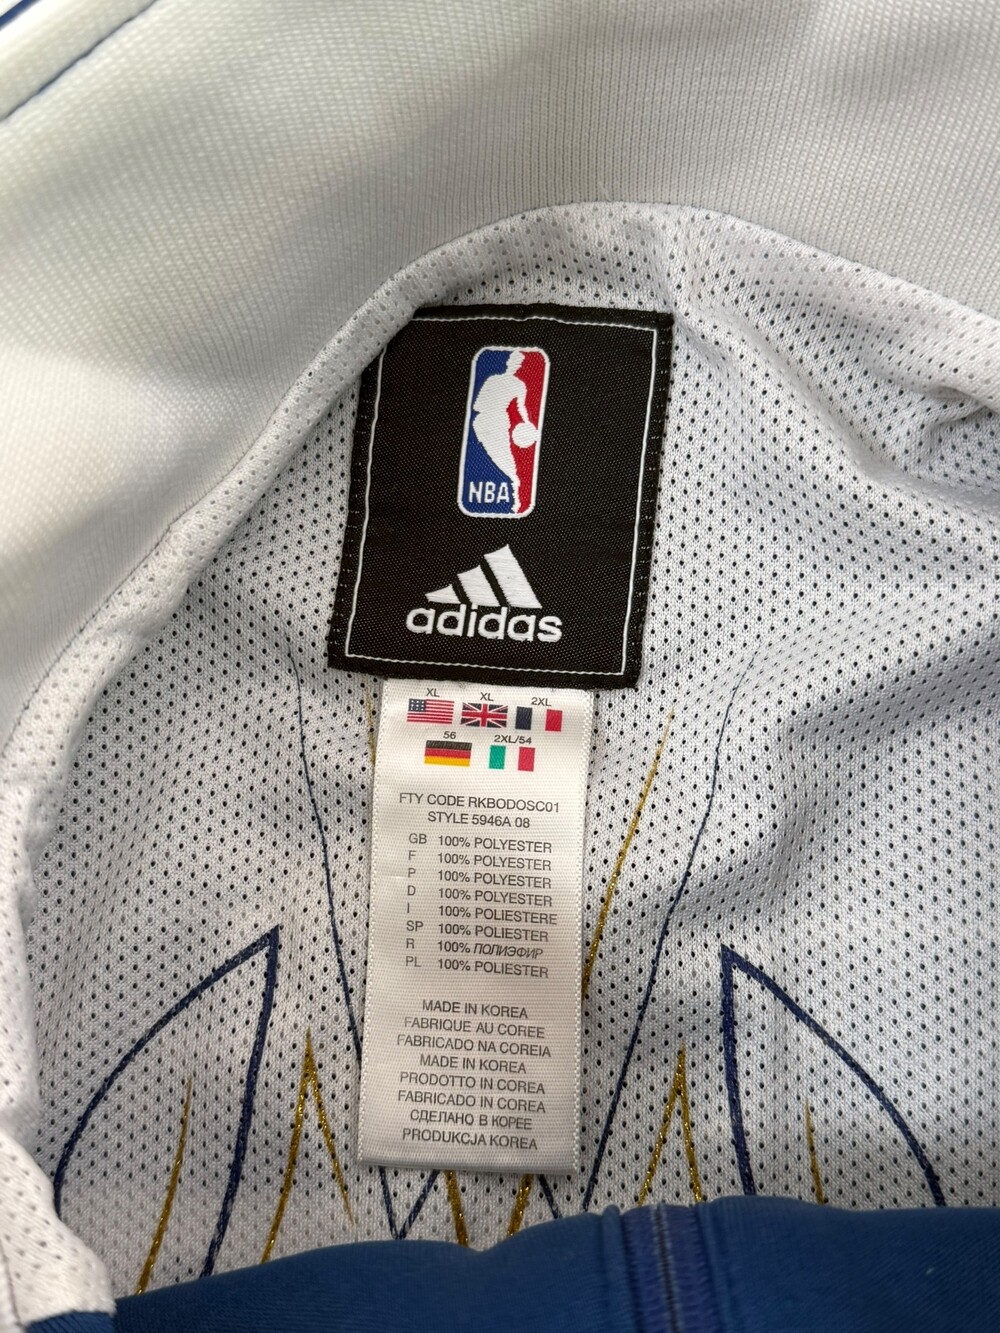 NBA
adidas
XL XL 2XL
56 2XL/54
FTY CODE RKBODOSC01
STYLE 5946A 08
GB 100% POLYESTER
F 100% POLYESTER
P 100% POLYESTER
D 100% POLYESTER
I 100% POLIESTERE
SP 100% POLIESTER
R 100% ПОЛИЭФИР
PL 100% POLIESTER
MADE IN KOREA
FABRIQUE AU COREE
FABRICADO NA COREIA
MADE IN KOREA
PRODOTTO IN COREA
FABRICADO IN COREA
СДЕЛАНО В КОРЕЕ
PRODUKCJA KOREA